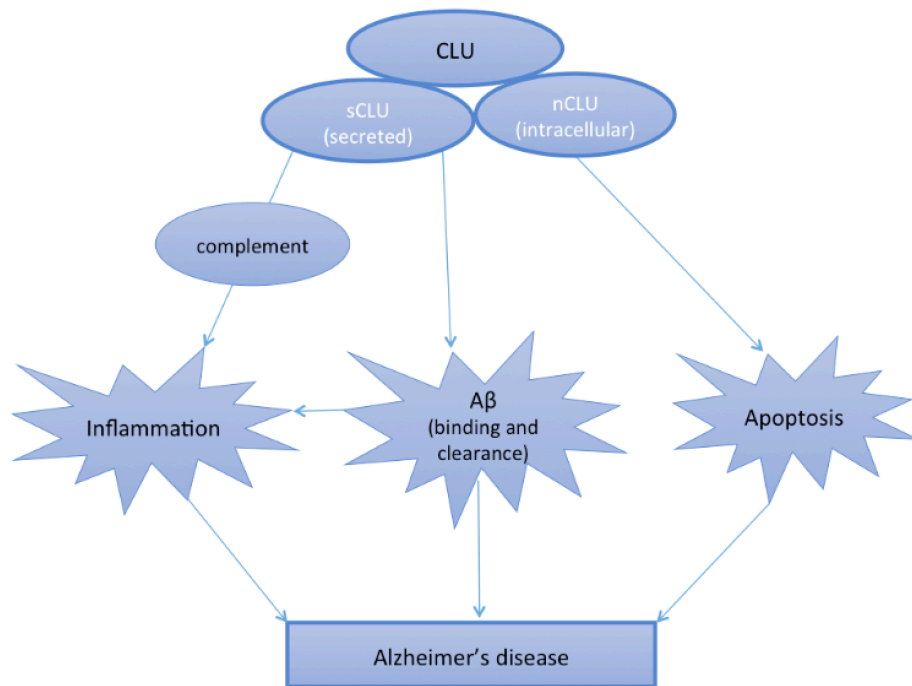 CLU
sCLU
(secreted)
nCLU
(intracellular)
complement
Inflammation
Aβ
(binding and
clearance)
Apoptosis
Alzheimer’s disease